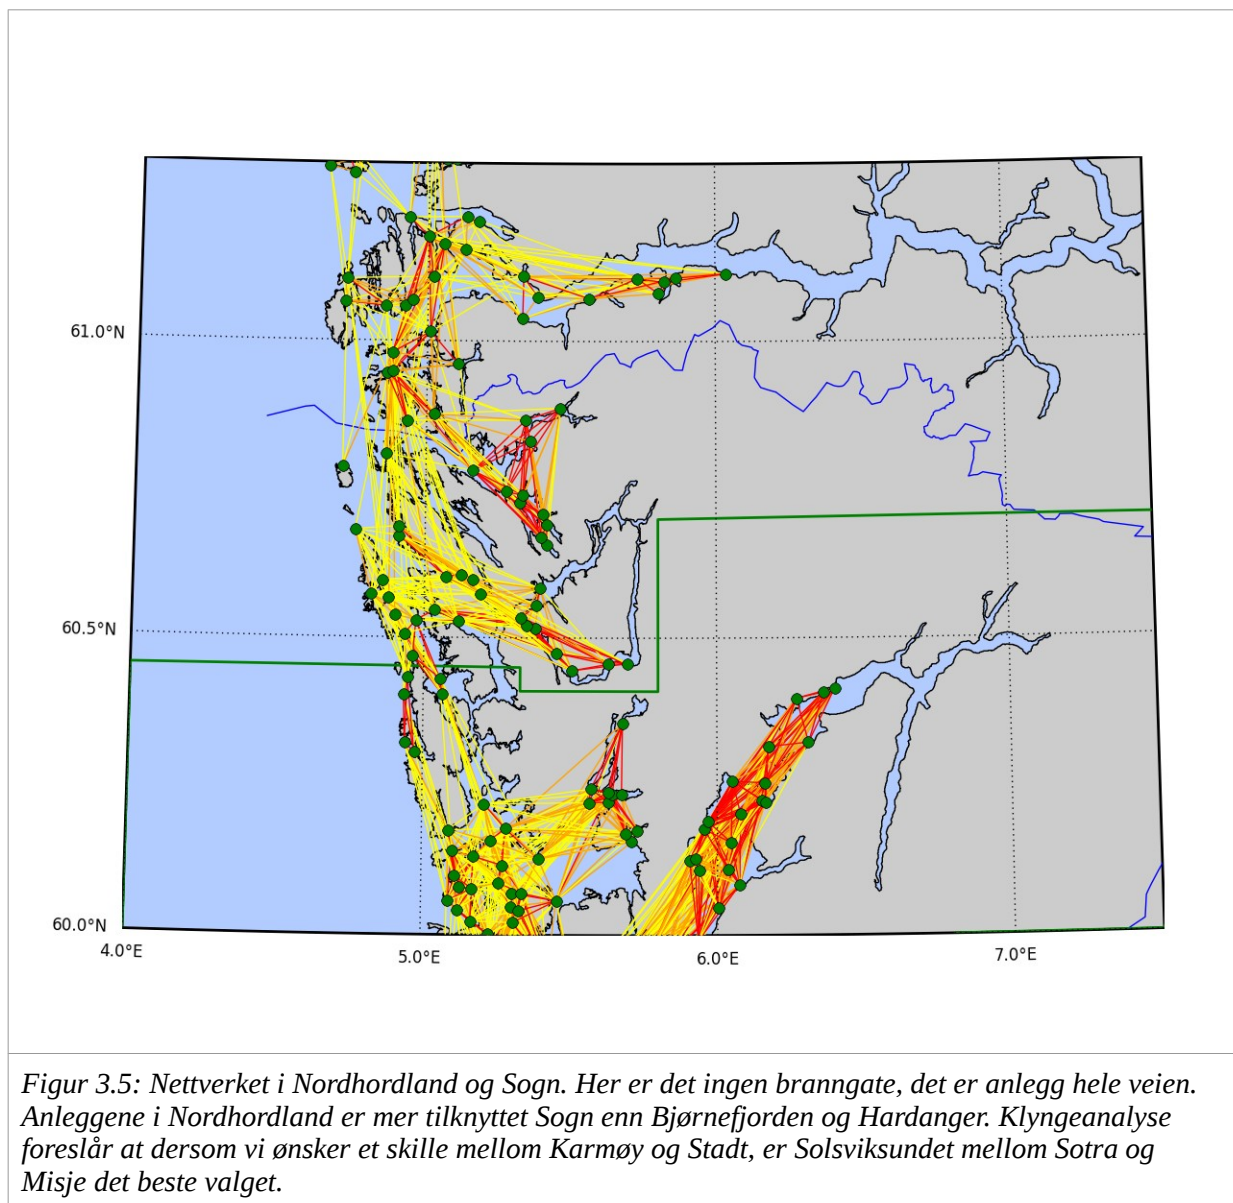 61.0°N
60.5°N
60.0°N
4.0°E
5.0°E
6.0°E
7.0°E
Figur 3.5: Nettverket i Nordhordland og Sogn. Her er det ingen branngate, det er anlegg hele veien.
Anleggene i Nordhordland er mer tilknyttet Sogn enn Bjørnefjorden og Hardanger. Klyngeanalyse
foreslår at dersom vi ønsker et skille mellom Karmøy og Stadt, er Solsviksundet mellom Sotra og
Misje det beste valget.